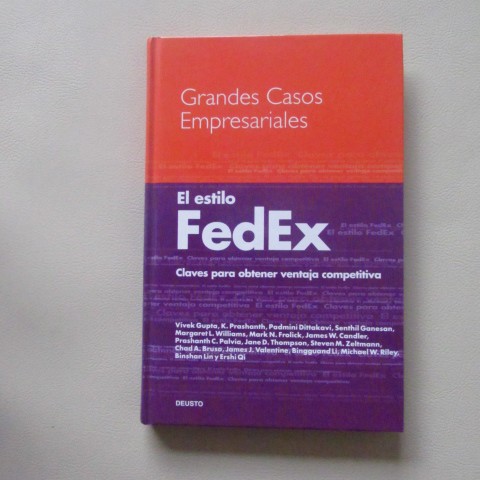 Grandes Casos
Empresariales
El estilo
FedEx
Claves para obtener ventaja competitiva
Vivek Gupta, K. Prashanth, Padmini Dittakavi, Senthil Ganesan,
Margaret L. Williams, Mark N. Frolick, James W. Candler,
Prashanth C. Palvia, Jane D. Thompson, Steven M. Zeltmann,
Chad A. Brusa, James J. Valentine, Bingguand Li, Michael W. Riley,
Binshan Lin y Ershi Qi
DEUSTO